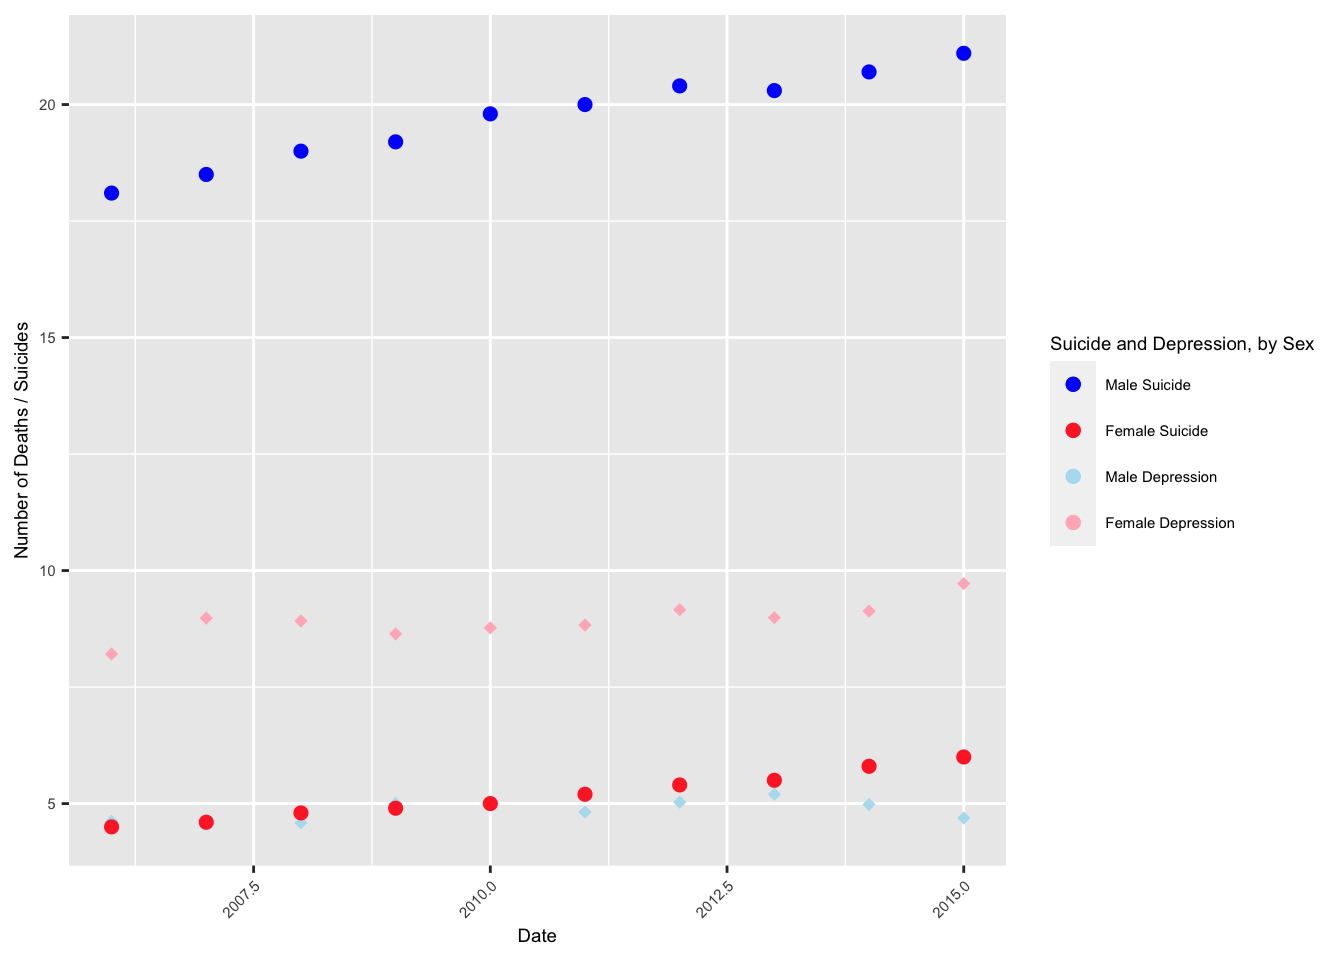 20
15
10
5
Number of Deaths / Suicides
2007.5
2010.0
2012.5
2015.0
Date
Suicide and Depression, by Sex
Male Suicide
Female Suicide
Male Depression
Female Depression